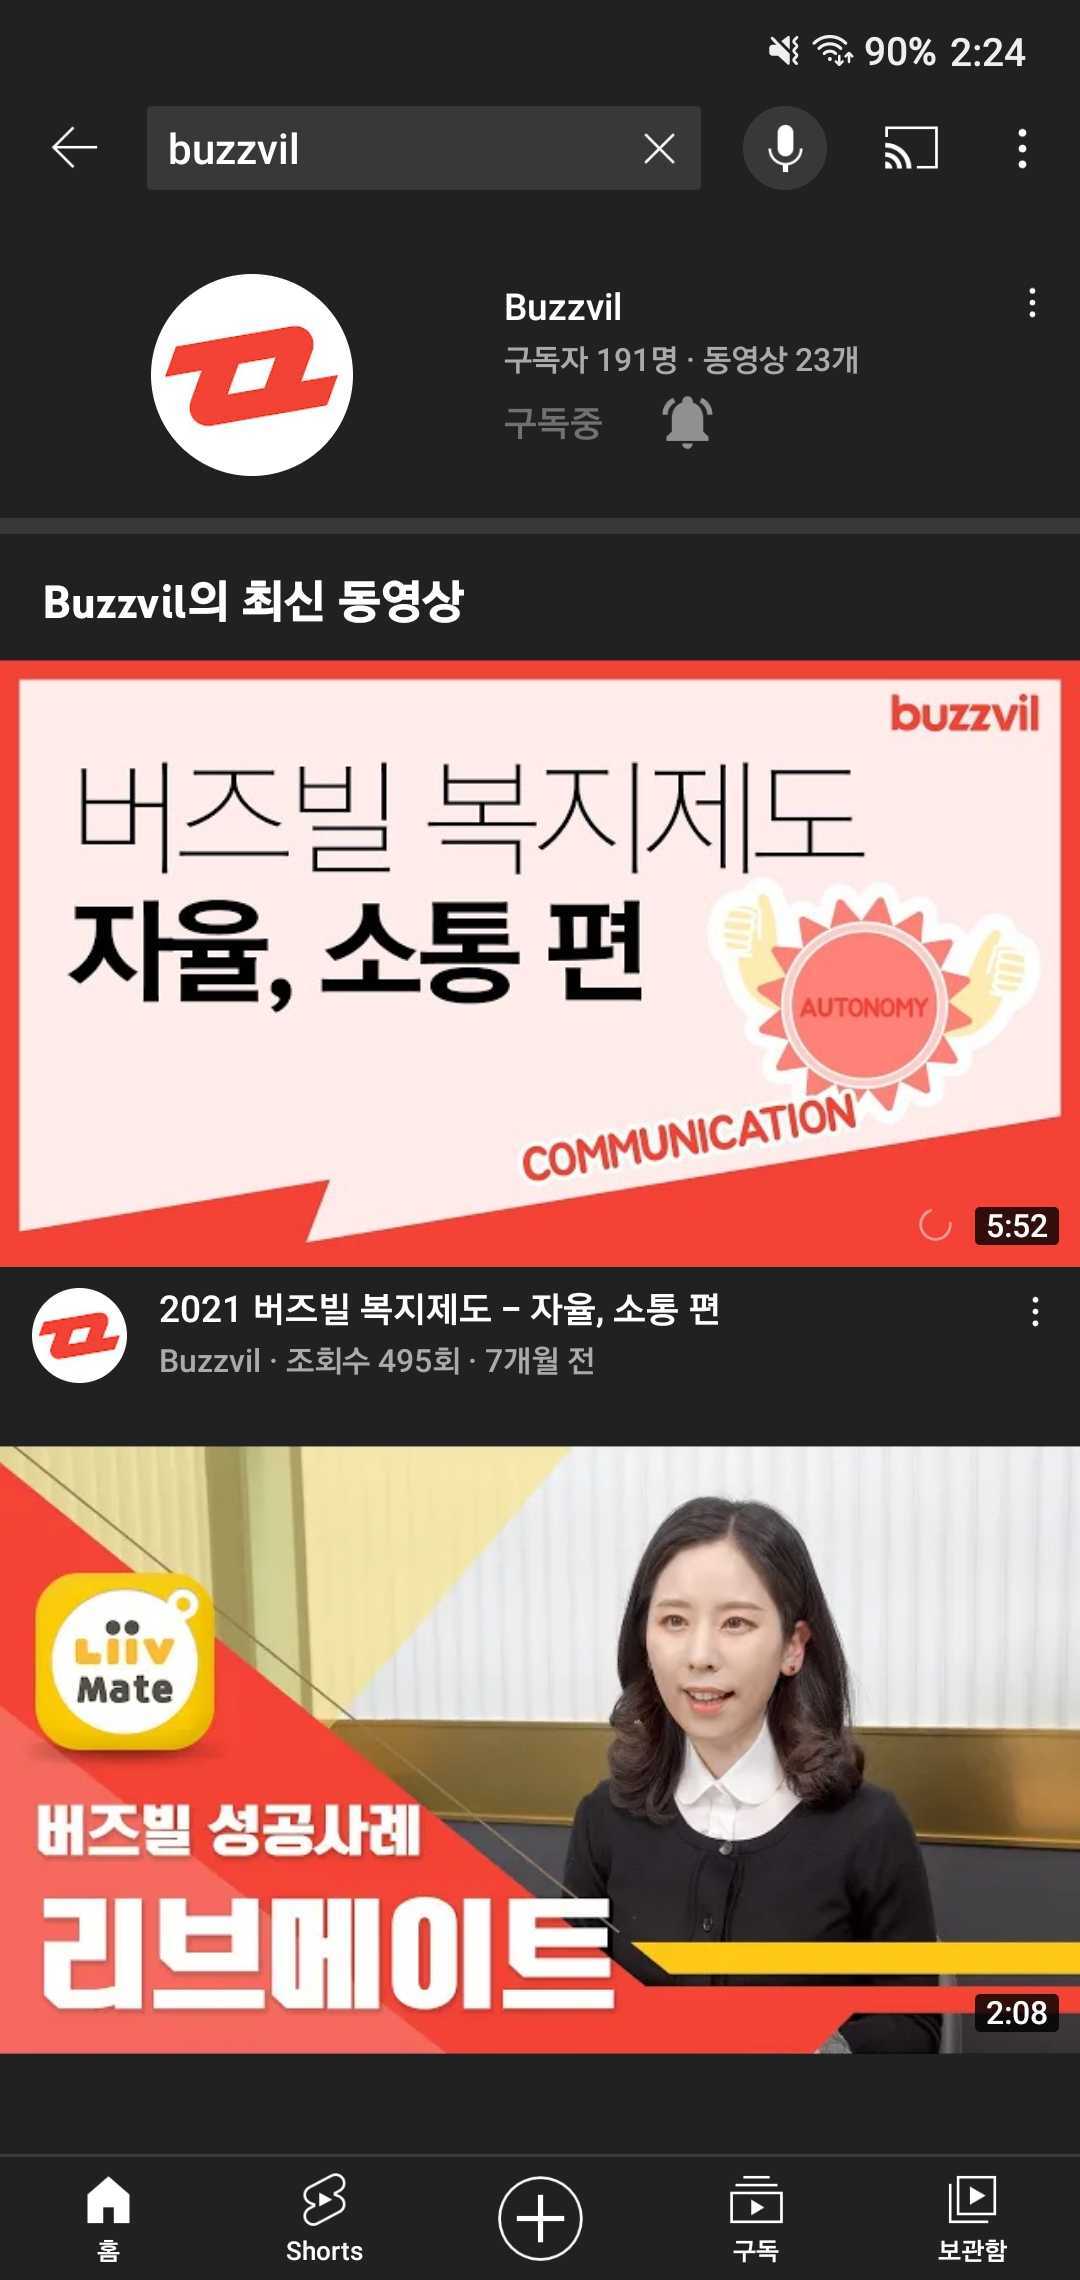 90% 2:24
buzzvil
Buzzvil
구독자 191명 · 동영상 23개
구독중
Buzzvil의 최신 동영상
buzzvil
버즈빌 복지제도
자율, 소통 편
AUTONOMY
COMMUNICATION
5:52
2021 버즈빌 복지제도 – 자율, 소통 편
Buzzvil · 조회수 495회 · 7개월 전
Liiv
Mate
버즈빌 성공사례
리브메이트
2:08
홈
Shorts
구독
보관함